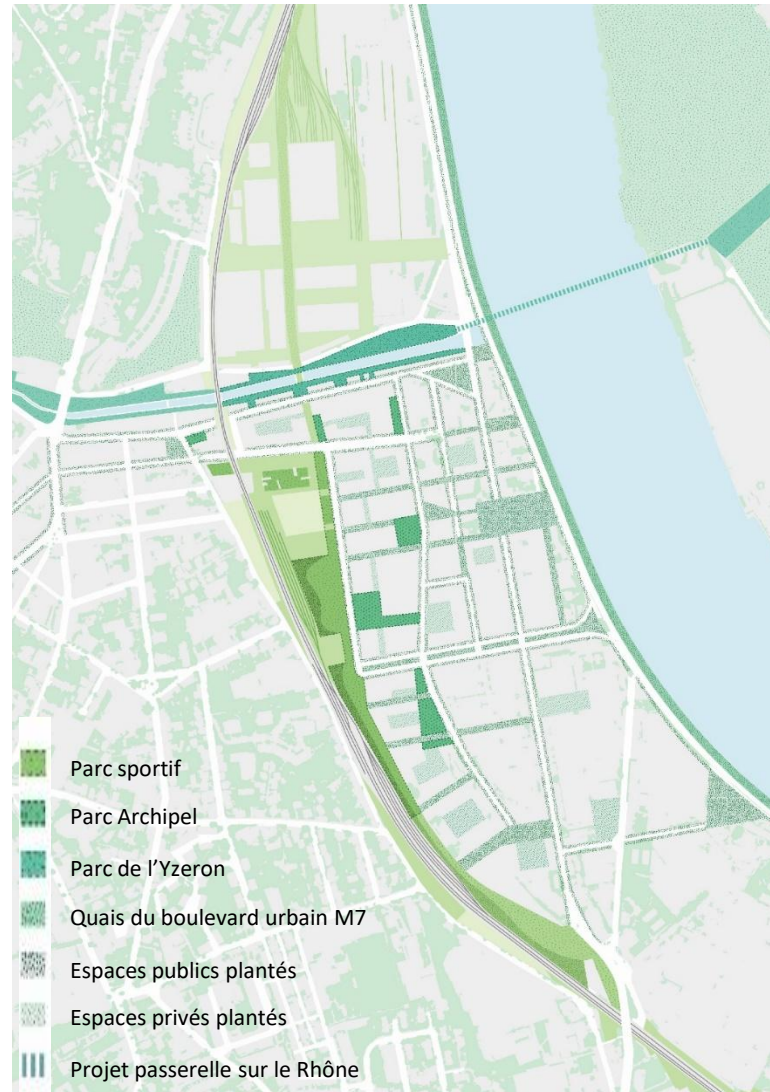 Parc sportif
Parc Archipel
Parc de l’Yzeron
Quais du boulevard urbain M7
Espaces publics plantés
Espaces privés plantés
Projet passerelle sur le Rhône